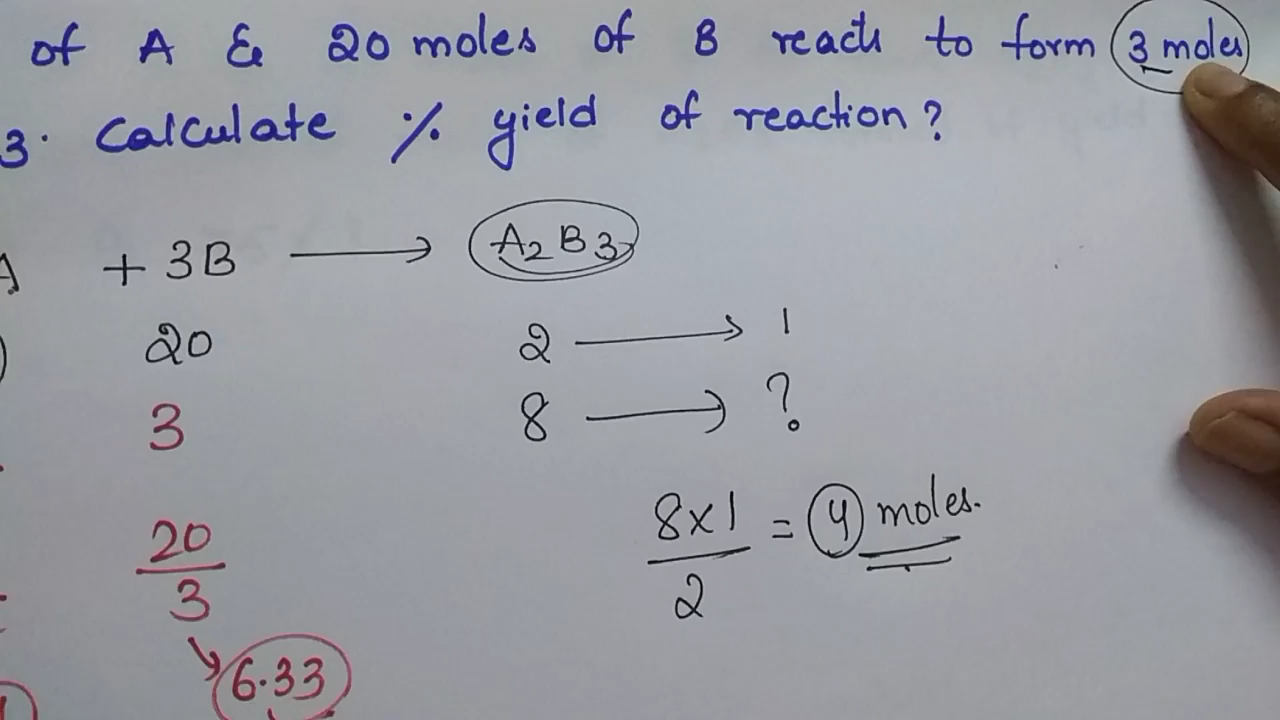 of A & 20 moles of B reacts to form 3 moles
3. Calculate % yield of reaction?
A + 3B ⟶ A2B3
20
2 ⟶ 1
3
8 ⟶ ?
20/3
8×1/2 = 4 moles.
6.33